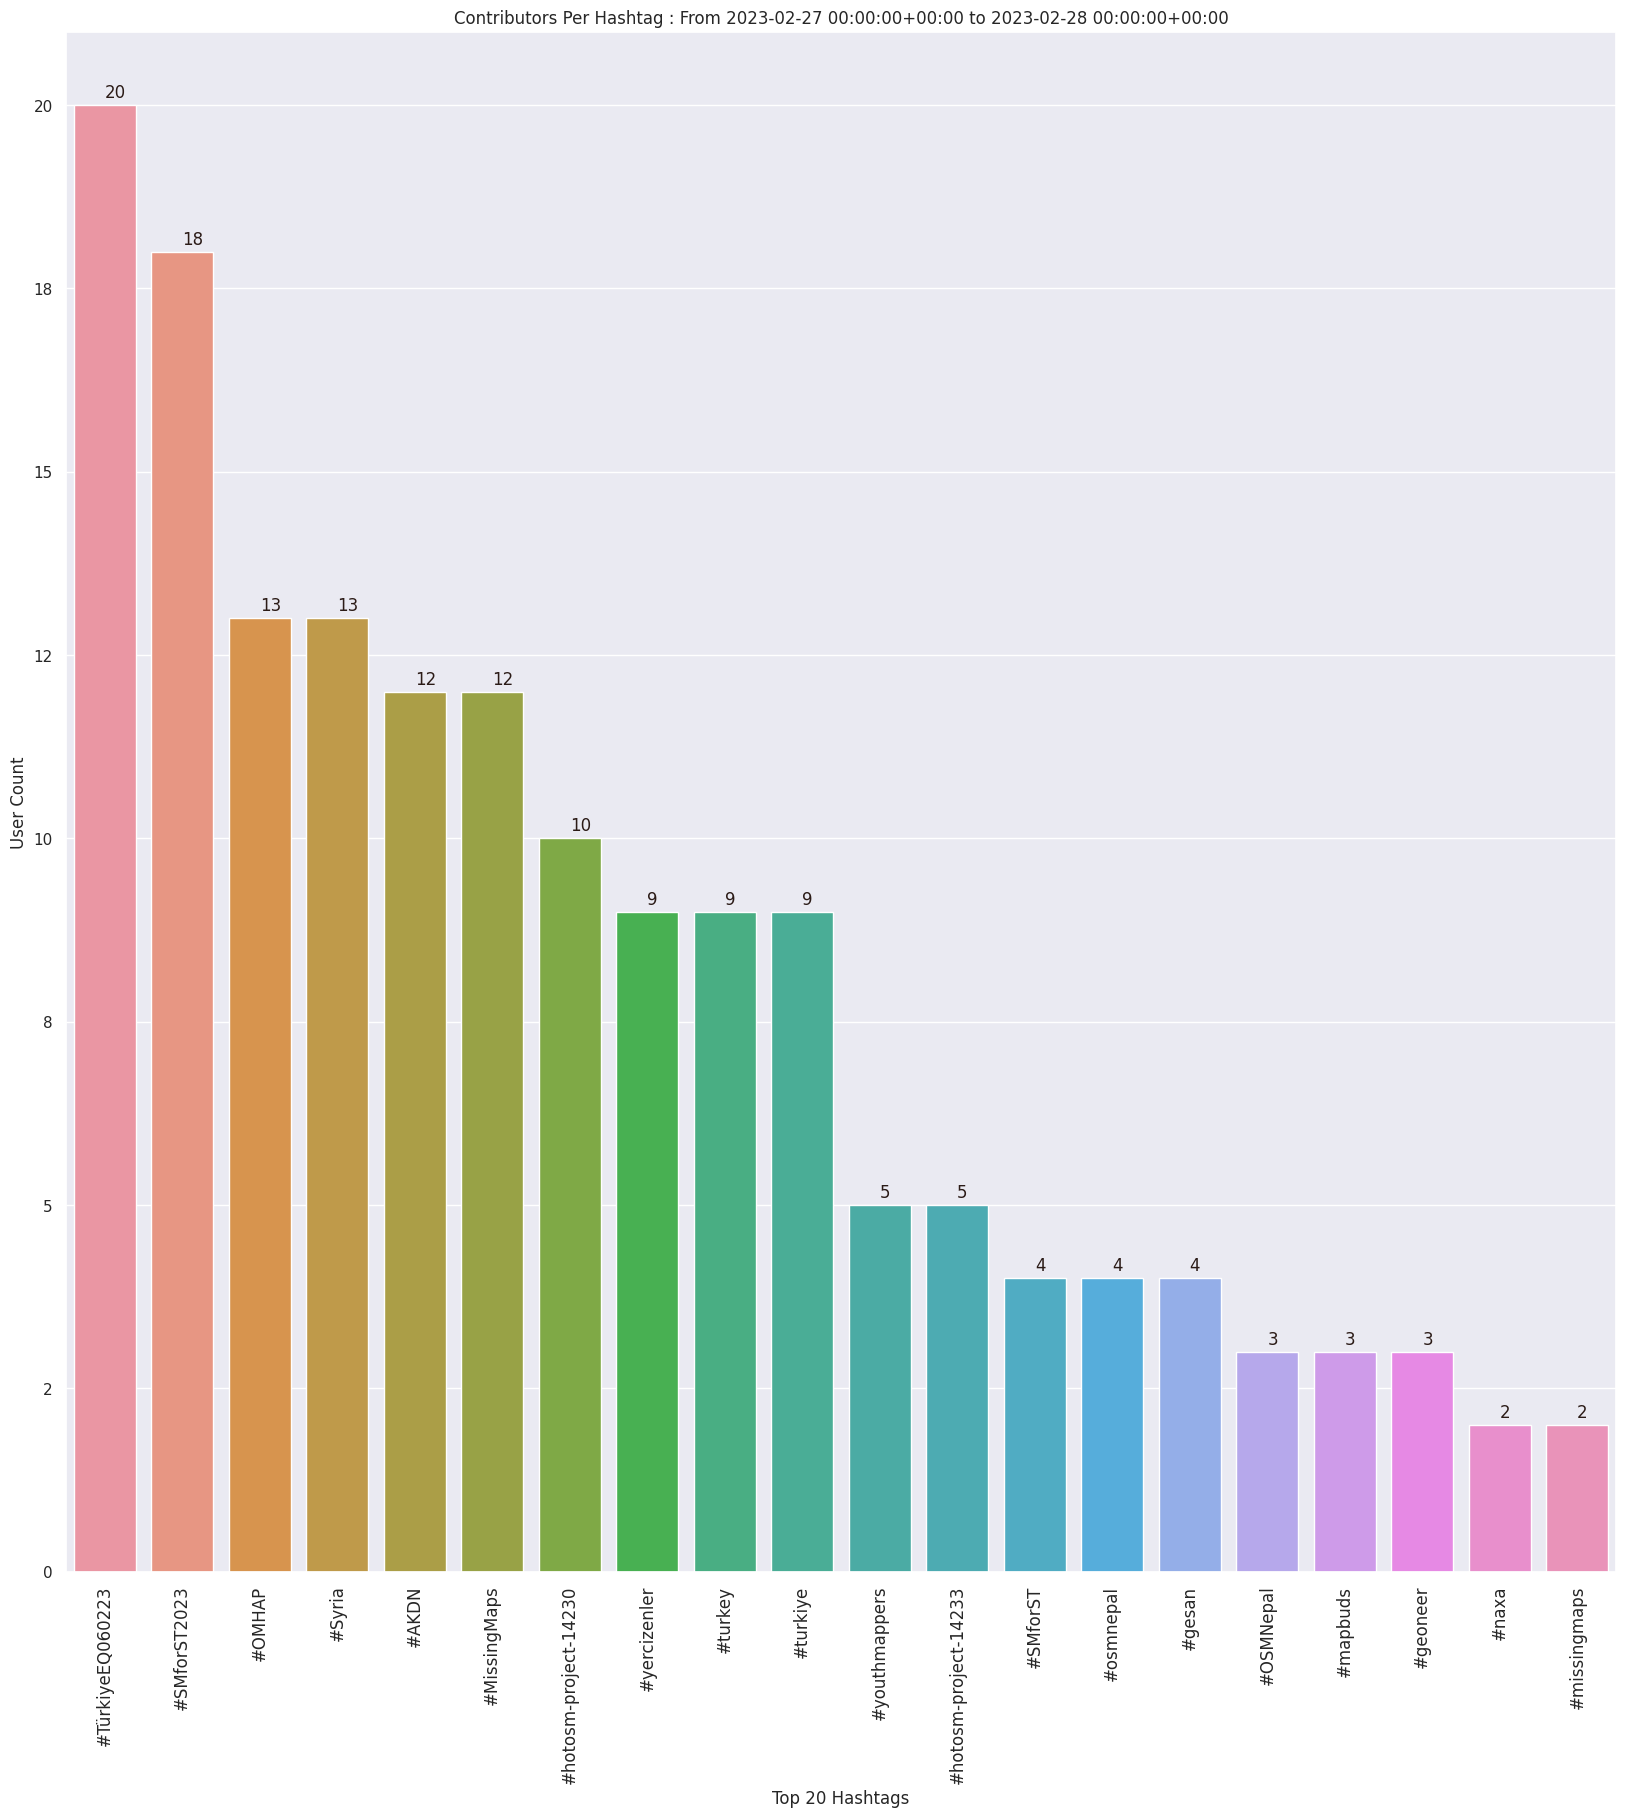 Contributors Per Hashtag : From 2023-02-27 00:00:00+00:00 to 2023-02-28 00:00:00+00:00
User Count
20
18
15
12
10
8
5
2
0
20
18
13
13
12
12
10
9
9
9
5
5
4
4
4
3
3
3
2
2
#TürkiyeEQ060223
#SMforST2023
#OMHAP
#Syria
#AKDN
#MissingMaps
#hotosm-project-14230
#yercizenler
#turkey
#turkiye
#youthmappers
#hotosm-project-14233
#SMforST
#osmnepal
#gesan
#OSMNepal
#mapbuds
#geoneer
#naxa
#missingmaps
Top 20 Hashtags